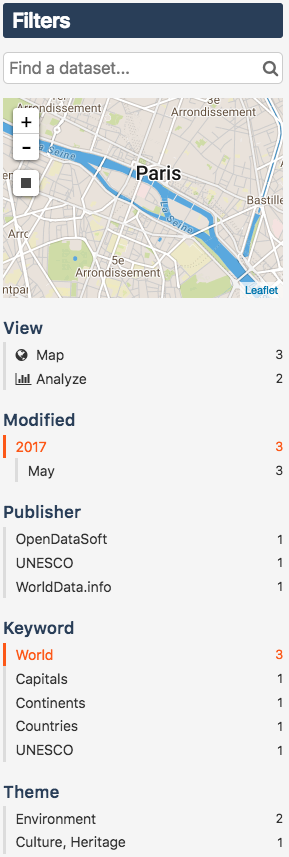 Filters
Find a dataset...
3e
Arrondissement
Arrondissement
+
-
La Seine
Paris
La Seine
Bastille
Arrondissement
5e
Arrondissement
Leaflet
View
Map 3
Analyze 2
Modified
2017 3
May 3
Publisher
OpenDataSoft 1
UNESCO 1
WorldData.info 1
Keyword
World 3
Capitals 1
Continents 1
Countries 1
UNESCO 1
Theme
Environment 2
Culture, Heritage 1